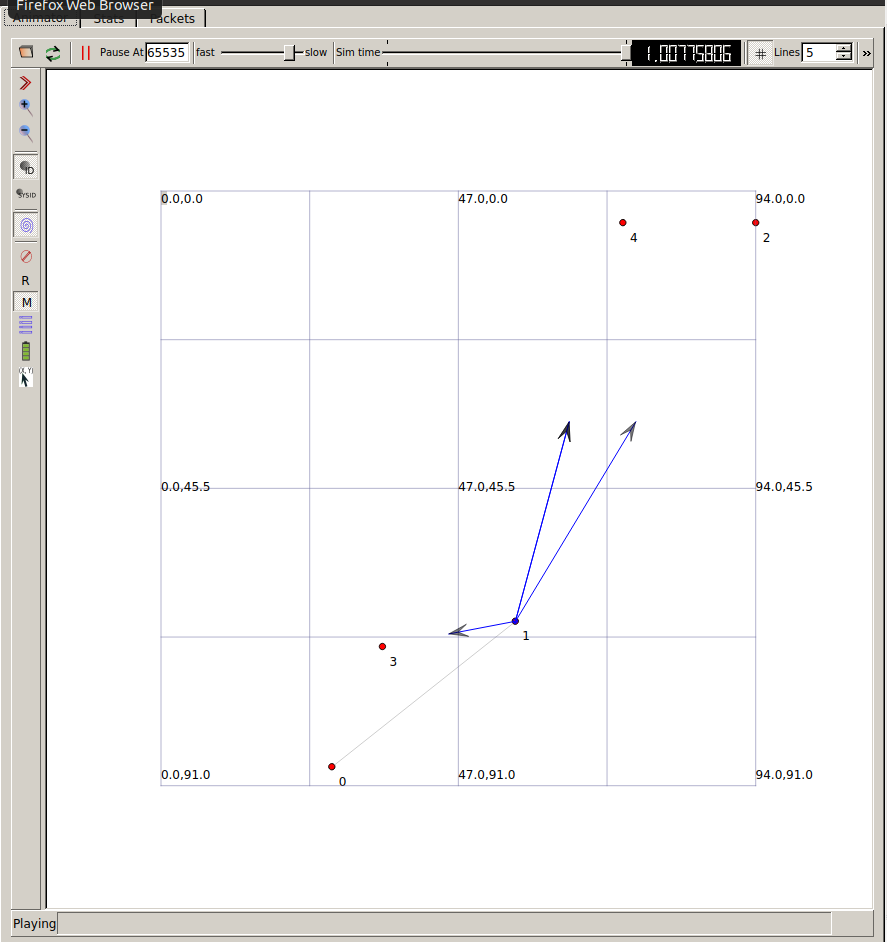 Firefox Web Browser
Animator Stats Packets
Pause At 65535 fast slow Sim time 1.00775806 Lines 5 »
ID
SYSID
R
M
(X, Y)
0.0,0.0 47.0,0.0 94.0,0.0
4 2
0.0,45.5 47.0,45.5 94.0,45.5
1
3
0.0,91.0 47.0,91.0 94.0,91.0
0
Playing